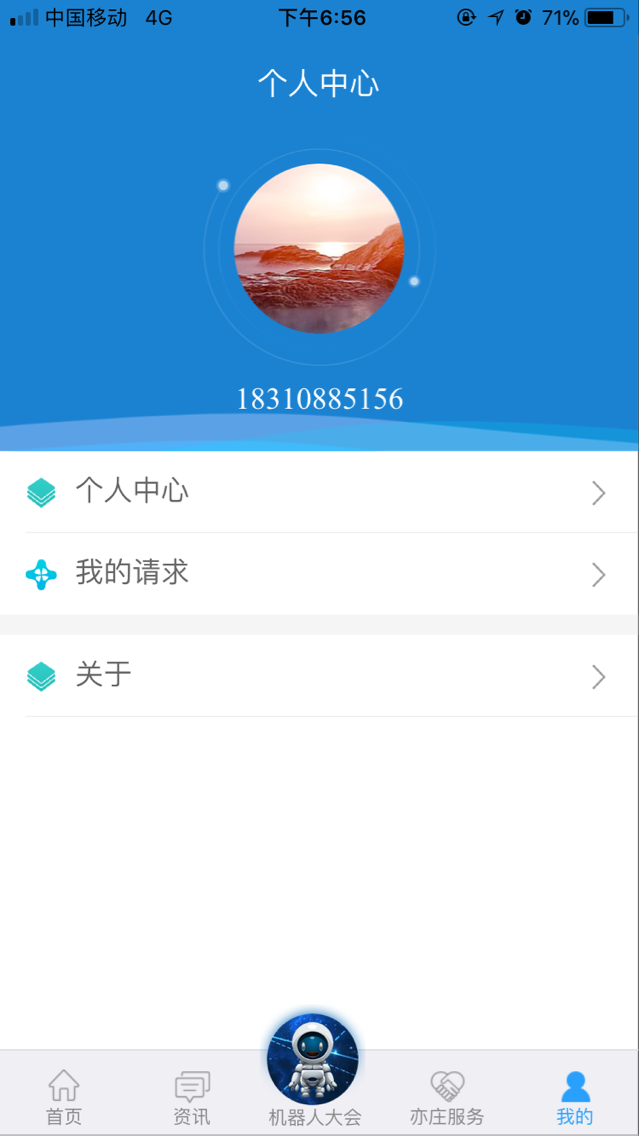 中国移动 4G 下午6:56 71%
个人中心
18310885156
个人中心
我的请求
关于
首页 资讯 机器人大会 亦庄服务 我的